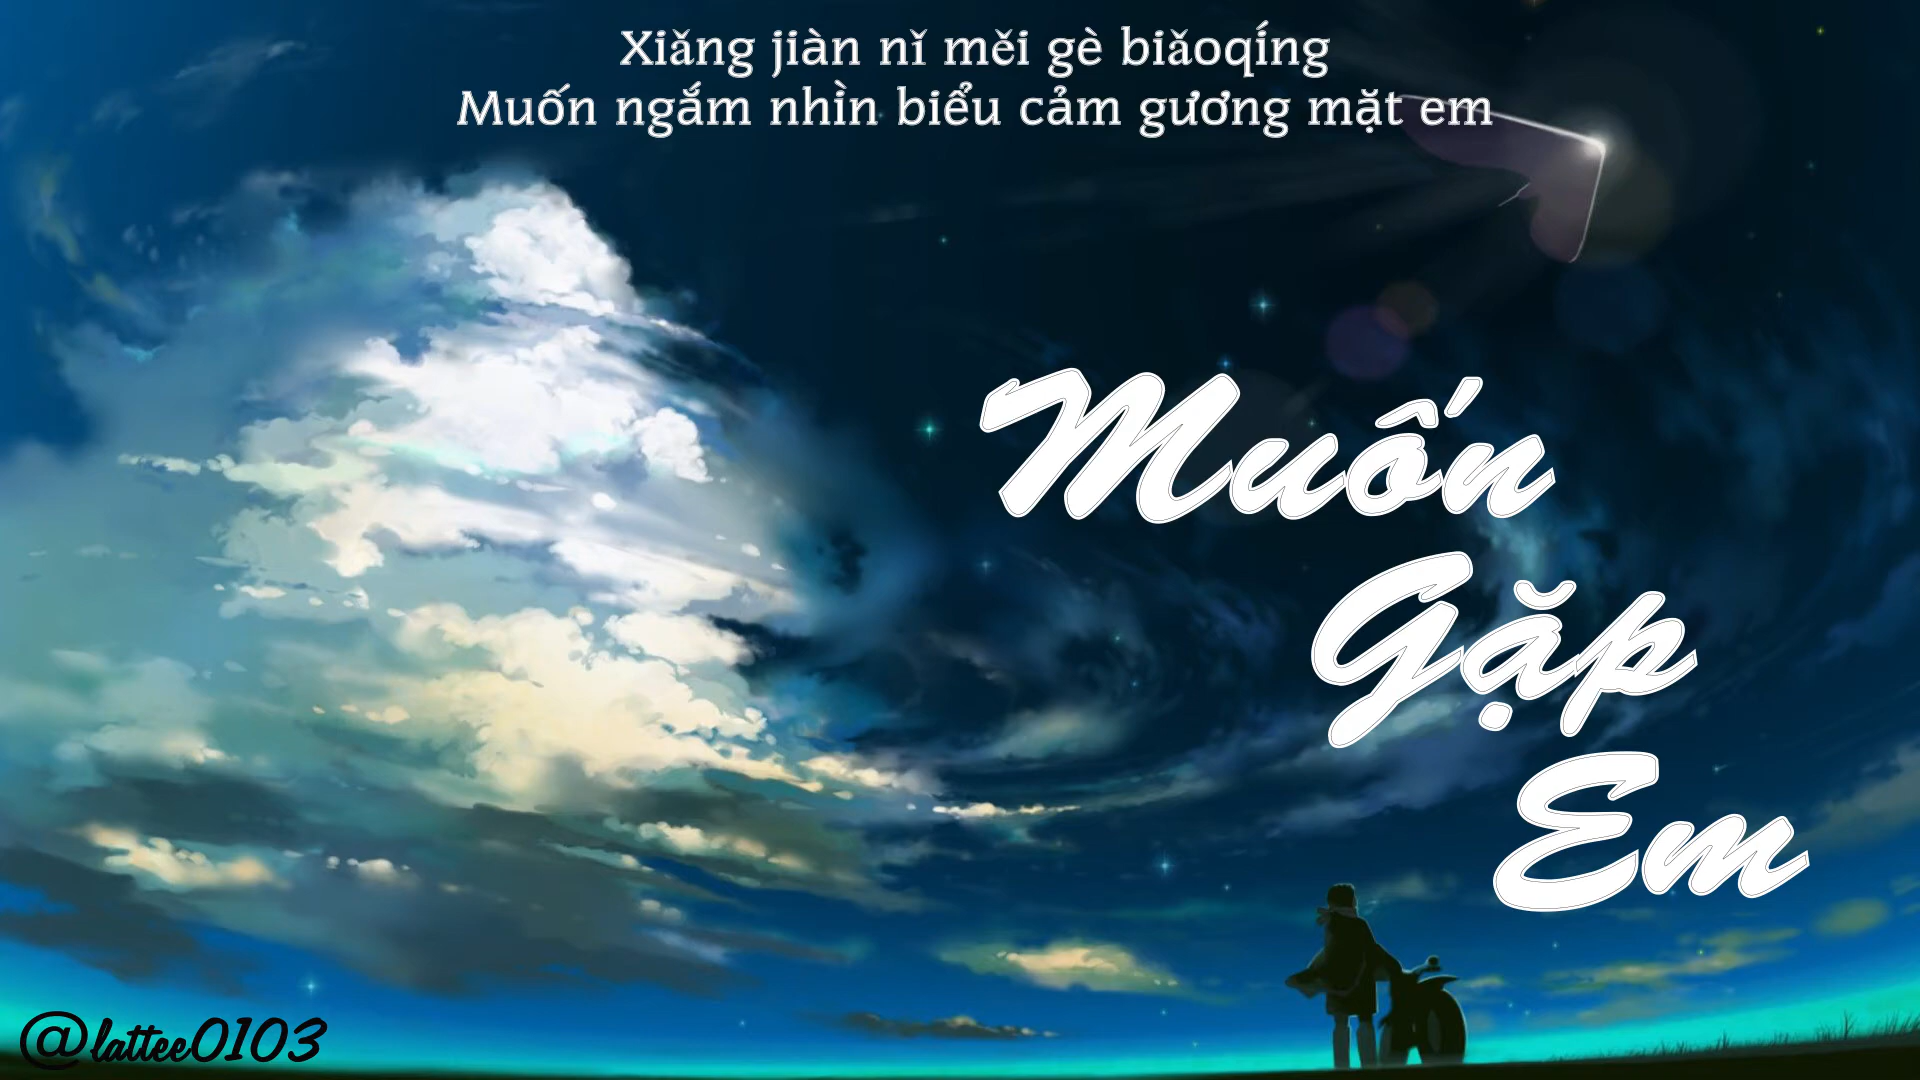 Xiǎng jiàn nǐ měi gè biǎoqíng
Muốn ngắm nhìn biểu cảm gương mặt em
Muốn
Gặp
Em
@lattee0103